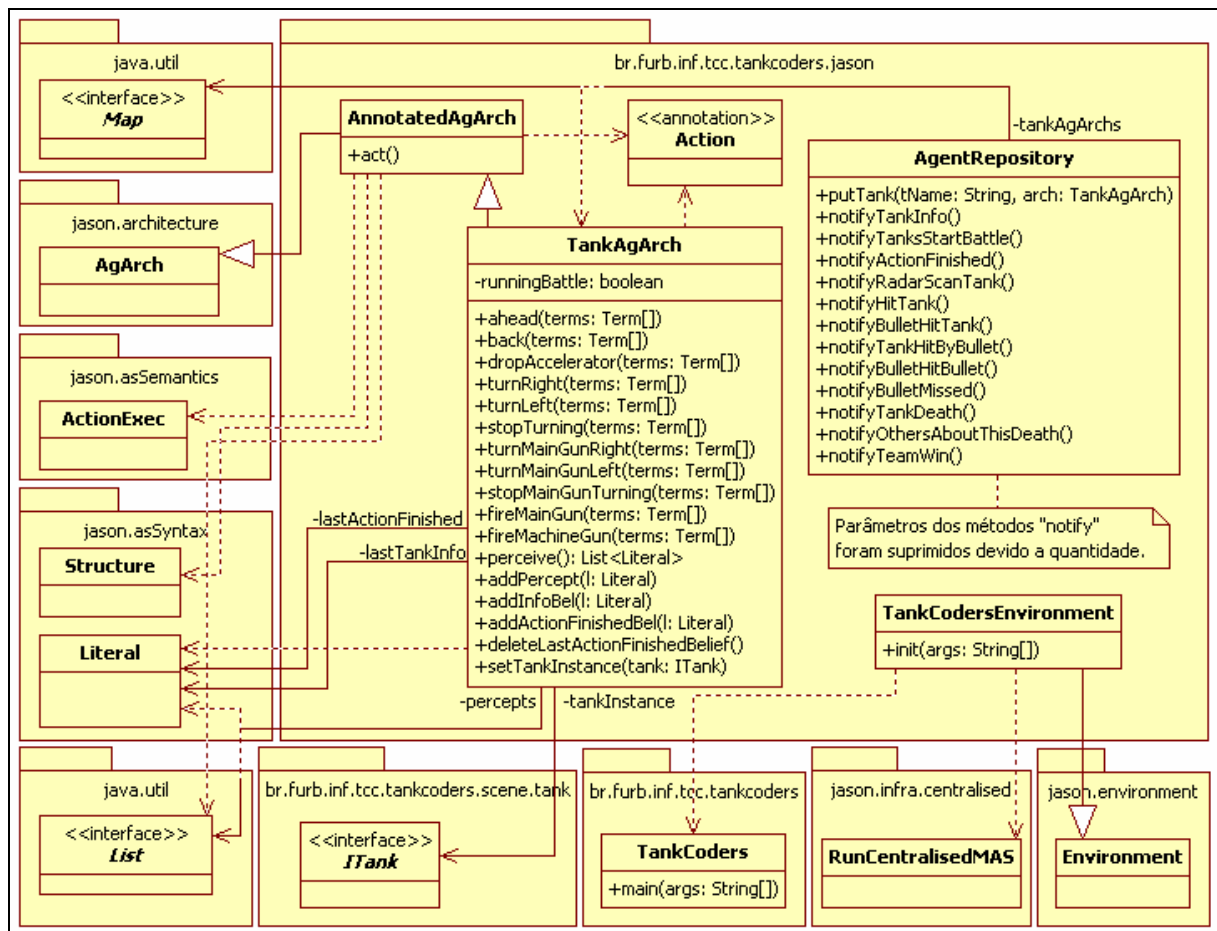 java.util
<<interface>>
Map
jason.architecture
AgArch
jason.asSemantics
ActionExec
jason.asSyntax
Structure
Literal
br.furb.inf.tcc.tankcoders.jason
AnnotatedAgArch
+act()
<<annotation>>
Action
-tankAgArchs
AgentRepository
+putTank(tName: String, arch: TankAgArch)
+notifyTankInfo()
+notifyTanksStartBattle()
+notifyActionFinished()
+notifyRadarScanTank()
+notifyHitTank()
+notifyBulletHitTank()
+notifyTankHitByBullet()
+notifyBulletHitBullet()
+notifyBulletMissed()
+notifyTankDeath()
+notifyOthersAboutThisDeath()
+notifyTeamWin()
Parâmetros dos métodos "notify"
foram suprimidos devido a quantidade.
TankAgArch
-runningBattle: boolean
+ahead(terms: Term[])
+back(terms: Term[])
+dropAccelerator(terms: Term[])
+turnRight(terms: Term[])
+turnLeft(terms: Term[])
+stopTurning(terms: Term[])
+turnMainGunRight(terms: Term[])
+turnMainGunLeft(terms: Term[])
+stopMainGunTurning(terms: Term[])
+fireMainGun(terms: Term[])
+fireMachineGun(terms: Term[])
+perceive(): List<Literal>
+addPercept(l: Literal)
+addInfoBel(l: Literal)
+addActionFinishedBel(l: Literal)
+deleteLastActionFinishedBelief()
+setTankInstance(tank: ITank)
-lastActionFinished
-lastTankInfo
-percepts
-tankInstance
TankCodersEnvironment
+init(args: String[])
java.util
<<interface>>
List
br.furb.inf.tcc.tankcoders.scene.tank
<<interface>>
ITank
br.furb.inf.tcc.tankcoders
TankCoders
+main(args: String[])
jason.infra.centralised
RunCentralisedMAS
jason.environment
Environment